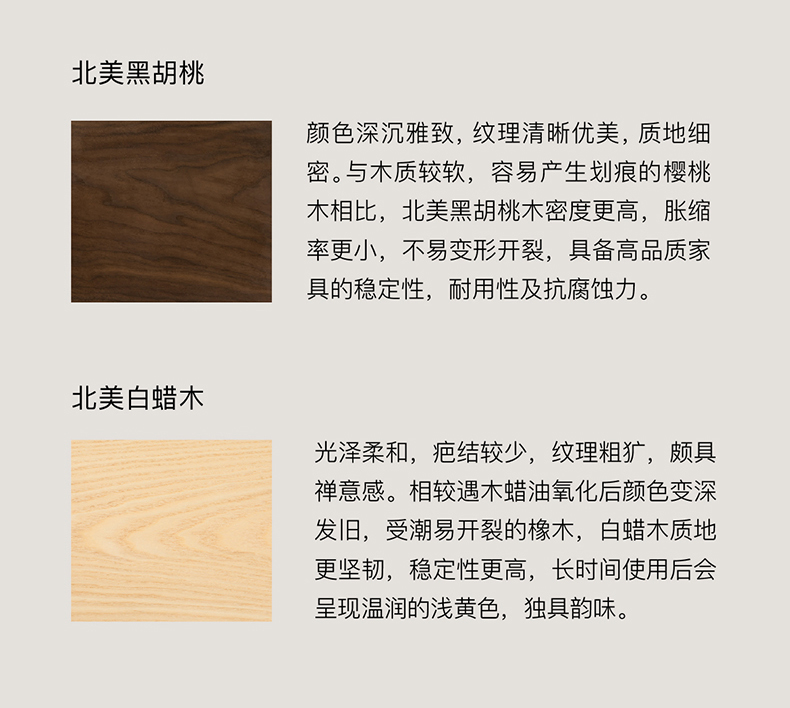 北美黑胡桃
颜色深沉雅致，纹理清晰优美，质地细
密。与木质较软，容易产生划痕的樱桃
木相比，北美黑胡桃木密度更高，胀缩
率更小，不易变形开裂，具备高品质家
具的稳定性，耐用性及抗腐蚀力。
北美白蜡木
光泽柔和，疤结较少，纹理粗犷，颇具
禅意感。相较遇木蜡油氧化后颜色变深
发旧，受潮易开裂的橡木，白蜡木质地
更坚韧，稳定性更高，长时间使用后会
呈现温润的浅黄色，独具韵味。